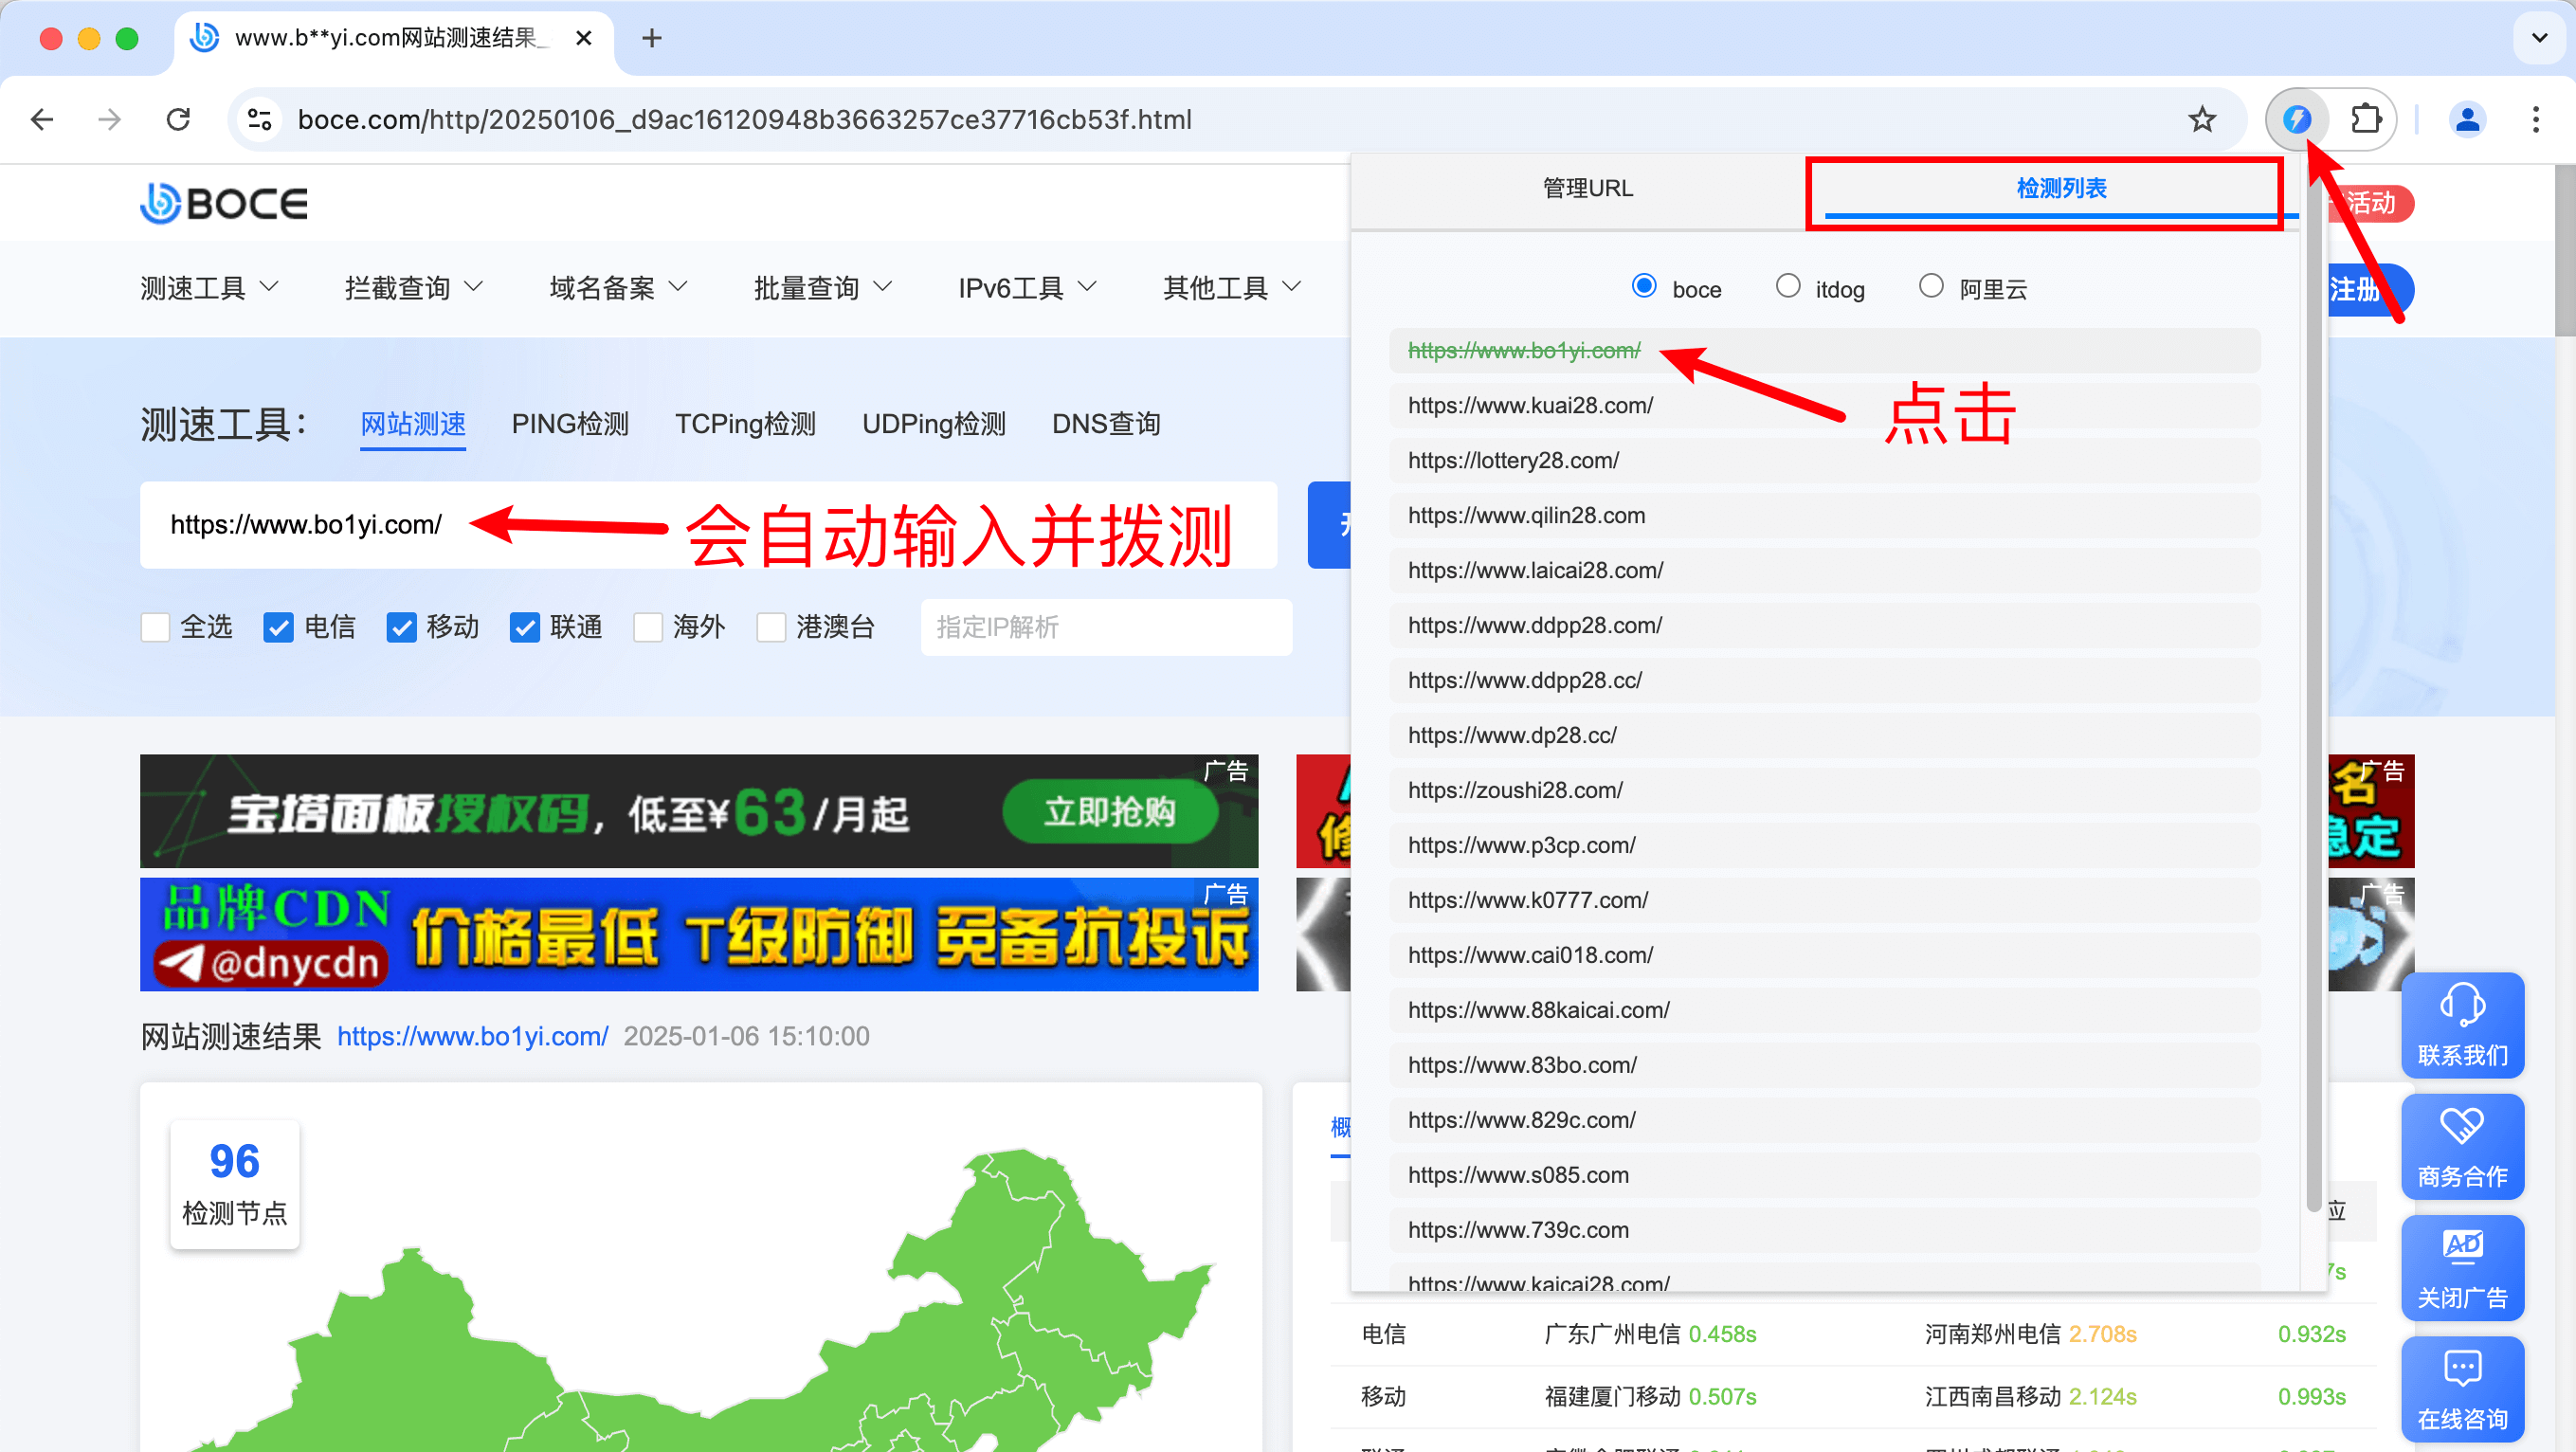 www.b**yi.com网站测速结果_
boce.com/http/20250106_d9ac16120948b3663257ce37716cb53f.html
BOCE
活动
测速工具
拦截查询
域名备案
批量查询
IPv6工具
其他工具
注册
测速工具：
网站测速
PING检测
TCPing检测
UDPing检测
DNS查询
https://www.bo1yi.com/
会自动输入并拨测
全选
电信
移动
联通
海外
港澳台
指定IP解析
管理URL
检测列表
boce
itdog
阿里云
https://www.bo1yi.com/
点击
https://www.kuai28.com/
https://lottery28.com/
https://www.qilin28.com
https://www.laicai28.com/
https://www.ddpp28.com/
https://www.ddpp28.cc/
https://www.dp28.cc/
https://zoushi28.com/
https://www.p3cp.com/
https://www.k0777.com/
https://www.cai018.com/
https://www.88kaicai.com/
https://www.83bo.com/
https://www.829c.com/
https://www.s085.com
https://www.739c.com
https://www.kaicai28.com/
广告
宝塔面板授权码，低至¥63/月起
立即抢购
广告
名
稳定
修
广告
品牌CDN
@dnycdn
价格最低 T级防御 免备抗投诉
广告
网站测速结果 https://www.bo1yi.com/ 2025-01-06 15:10:00
96
检测节点
概
应
7s
电信 广东广州电信 0.458s 河南郑州电信 2.708s 0.932s
移动 福建厦门移动 0.507s 江西南昌移动 2.124s 0.993s
联系我们
商务合作
AD
关闭广告
在线咨询